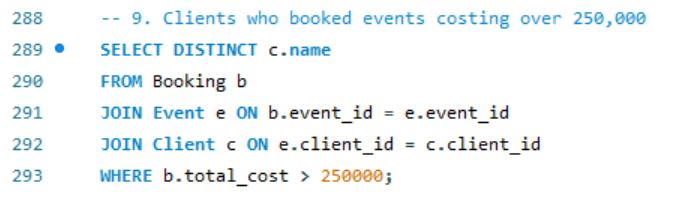 288 -- 9. Clients who booked events costing over 250,000
289 SELECT DISTINCT c.name
290 FROM Booking b
291 JOIN Event e ON b.event_id = e.event_id
292 JOIN Client c ON e.client_id = c.client_id
293 WHERE b.total_cost > 250000;